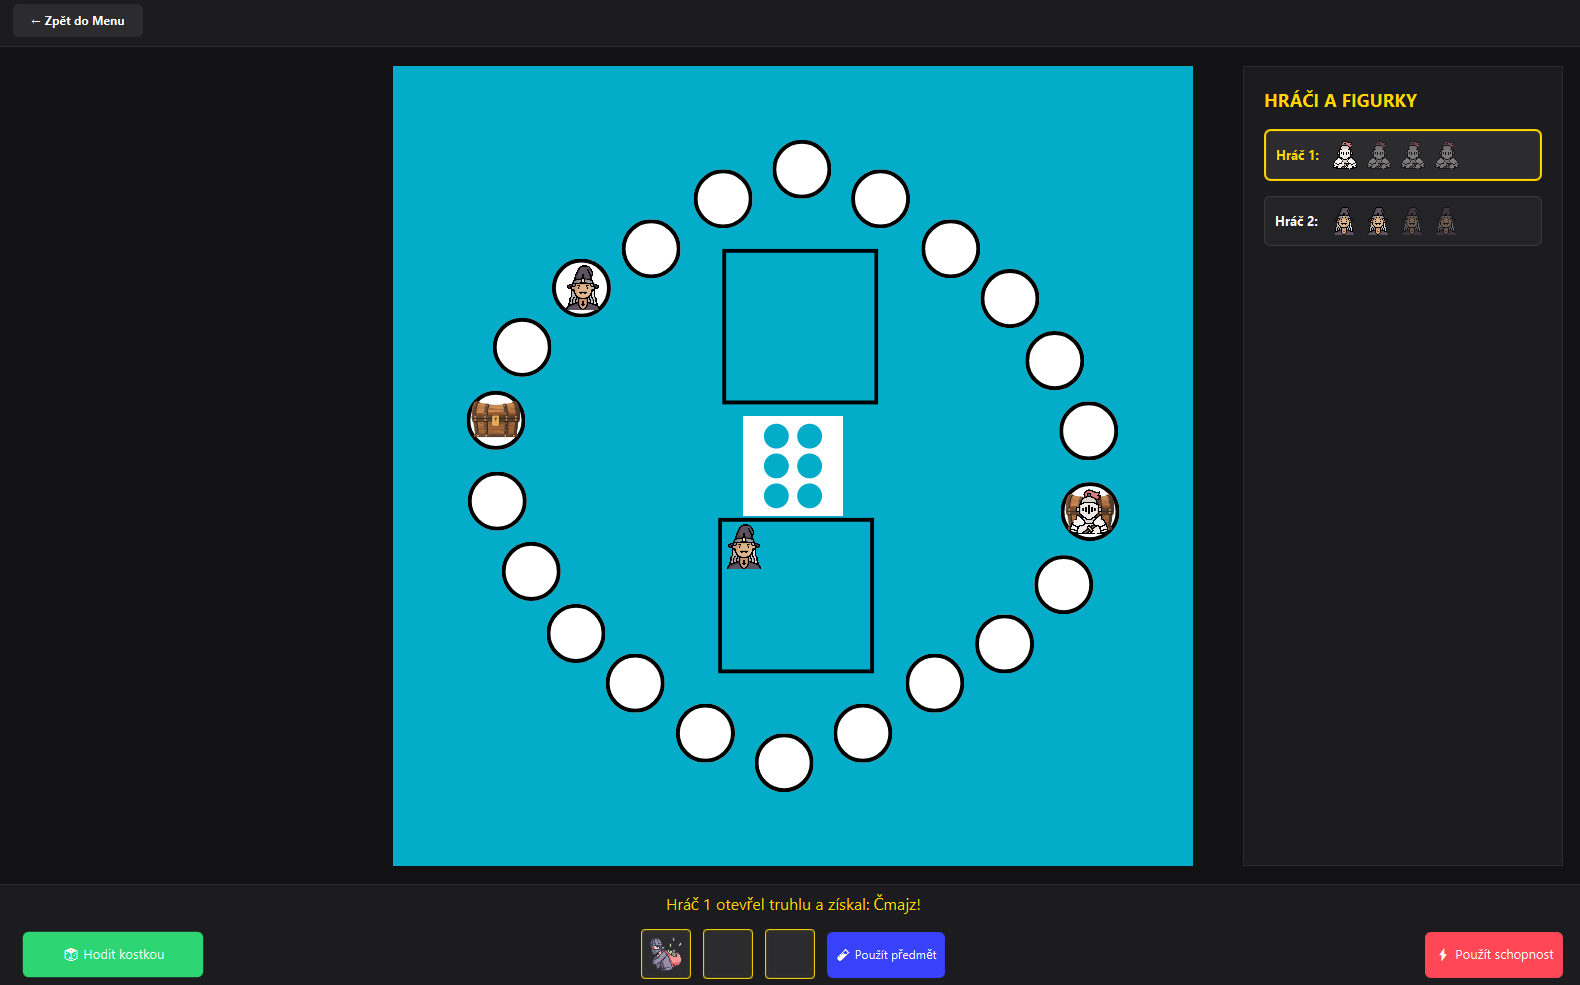 ← Zpět do Menu
HRÁČI A FIGURKY
Hráč 1:
Hráč 2:
Hráč 1 otevřel truhlu a získal: Čmajz!
Hodit kostkou
Použít předmět
Použít schopnost